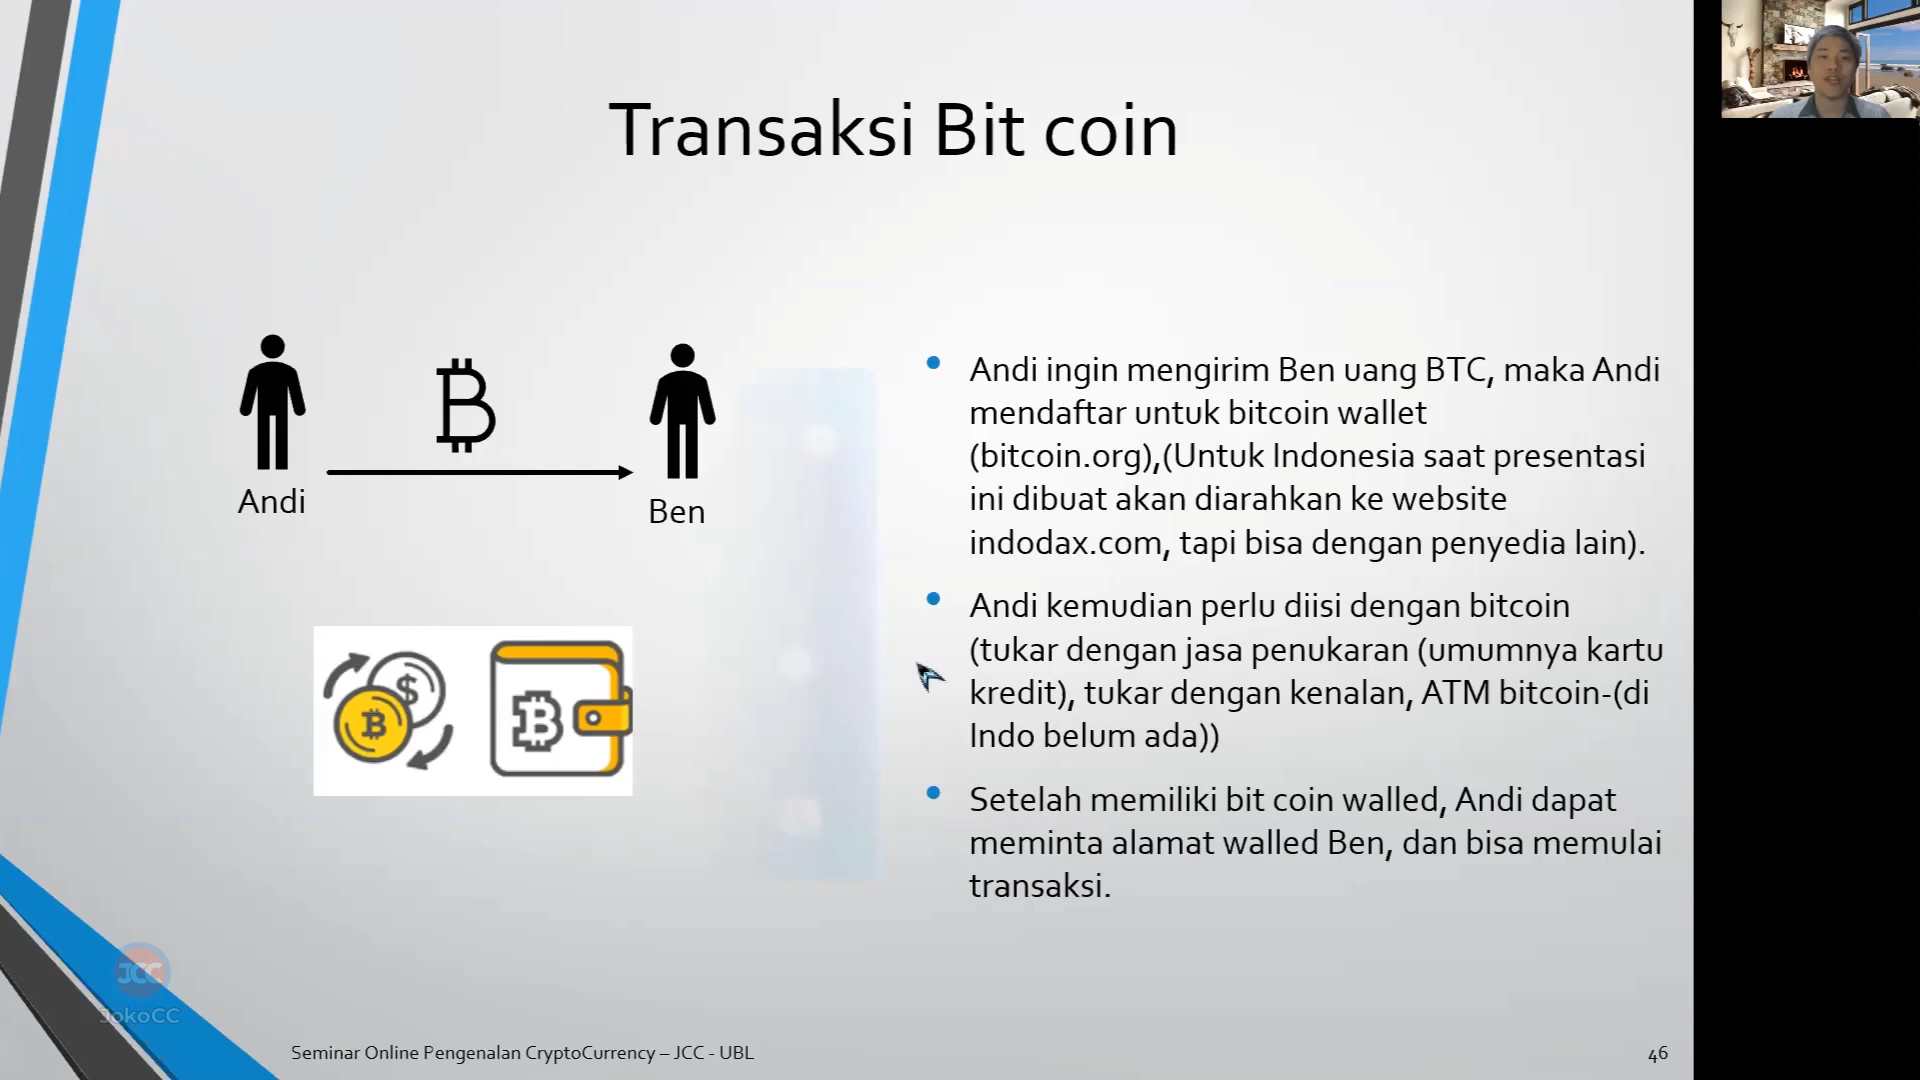 Transaksi Bit coin
Andi
Ben
Andi ingin mengirim Ben uang BTC, maka Andi
mendaftar untuk bitcoin wallet
(bitcoin.org),(Untuk Indonesia saat presentasi
ini dibuat akan diarahkan ke website
indodax.com, tapi bisa dengan penyedia lain).
Andi kemudian perlu diisi dengan bitcoin
(tukar dengan jasa penukaran (umumnya kartu
kredit), tukar dengan kenalan, ATM bitcoin-(di
Indo belum ada))
Setelah memiliki bit coin walled, Andi dapat
meminta alamat walled Ben, dan bisa memulai
transaksi.
JCC
JokoCC
Seminar Online Pengenalan CryptoCurrency – JCC - UBL
46